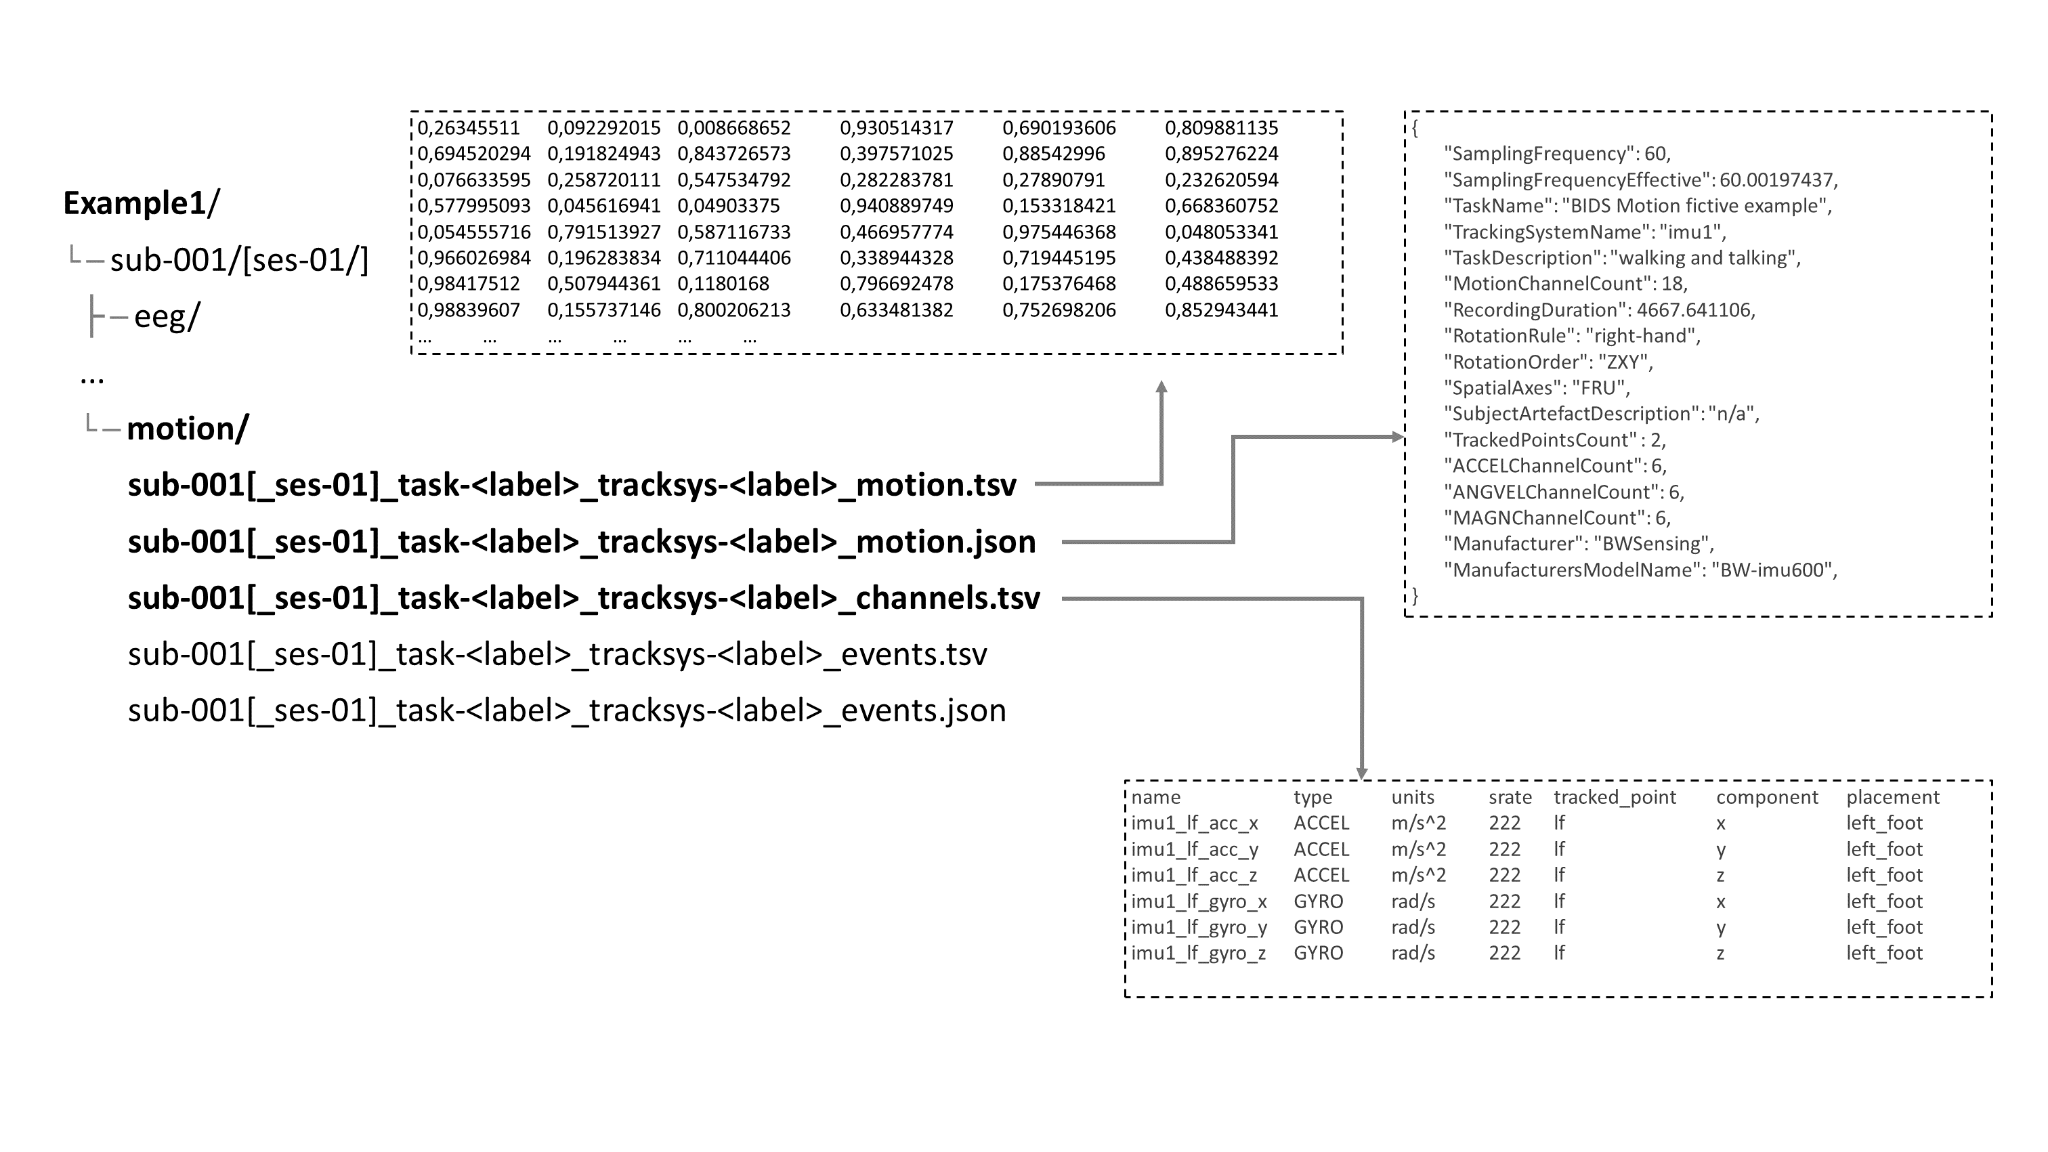 Example1/
└─ sub-001/[ses-01/]
├─ eeg/
...
└─ motion/
sub-001[_ses-01]_task-<label>_tracksys-<label>_motion.tsv
sub-001[_ses-01]_task-<label>_tracksys-<label>_motion.json
sub-001[_ses-01]_task-<label>_tracksys-<label>_channels.tsv
sub-001[_ses-01]_task-<label>_tracksys-<label>_events.tsv
sub-001[_ses-01]_task-<label>_tracksys-<label>_events.json
0,26345511 0,092292015 0,008668652 0,930514317 0,690193606 0,809881135
0,694520294 0,191824943 0,843726573 0,397571025 0,88542996 0,895276224
0,076633595 0,258720111 0,547534792 0,282283781 0,27890791 0,232620594
0,577995093 0,045616941 0,04903375 0,940889749 0,153318421 0,668360752
0,054555716 0,791513927 0,587116733 0,466957774 0,975446368 0,048053341
0,966026984 0,196283834 0,711044406 0,338944328 0,719445195 0,438488392
0,98417512 0,507944361 0,1180168 0,796692478 0,175376468 0,488659533
0,98839607 0,155737146 0,800206213 0,633481382 0,752698206 0,852943441
... ... ... ... ... ...
{
"SamplingFrequency": 60,
"SamplingFrequencyEffective": 60.00197437,
"TaskName": "BIDS Motion fictive example",
"TrackingSystemName": "imu1",
"TaskDescription": "walking and talking",
"MotionChannelCount": 18,
"RecordingDuration": 4667.641106,
"RotationRule": "right-hand",
"RotationOrder": "ZXY",
"SpatialAxes": "FRU",
"SubjectArtefactDescription": "n/a",
"TrackedPointsCount": 2,
"ACCELChannelCount": 6,
"ANGVELChannelCount": 6,
"MAGNChannelCount": 6,
"Manufacturer": "BWSensing",
"ManufacturersModelName": "BW-imu600",
}
name type units srate tracked_point component placement
imu1_lf_acc_x ACCEL m/s^2 222 lf x left_foot
imu1_lf_acc_y ACCEL m/s^2 222 lf y left_foot
imu1_lf_acc_z ACCEL m/s^2 222 lf z left_foot
imu1_lf_gyro_x GYRO rad/s 222 lf x left_foot
imu1_lf_gyro_y GYRO rad/s 222 lf y left_foot
imu1_lf_gyro_z GYRO rad/s 222 lf z left_foot